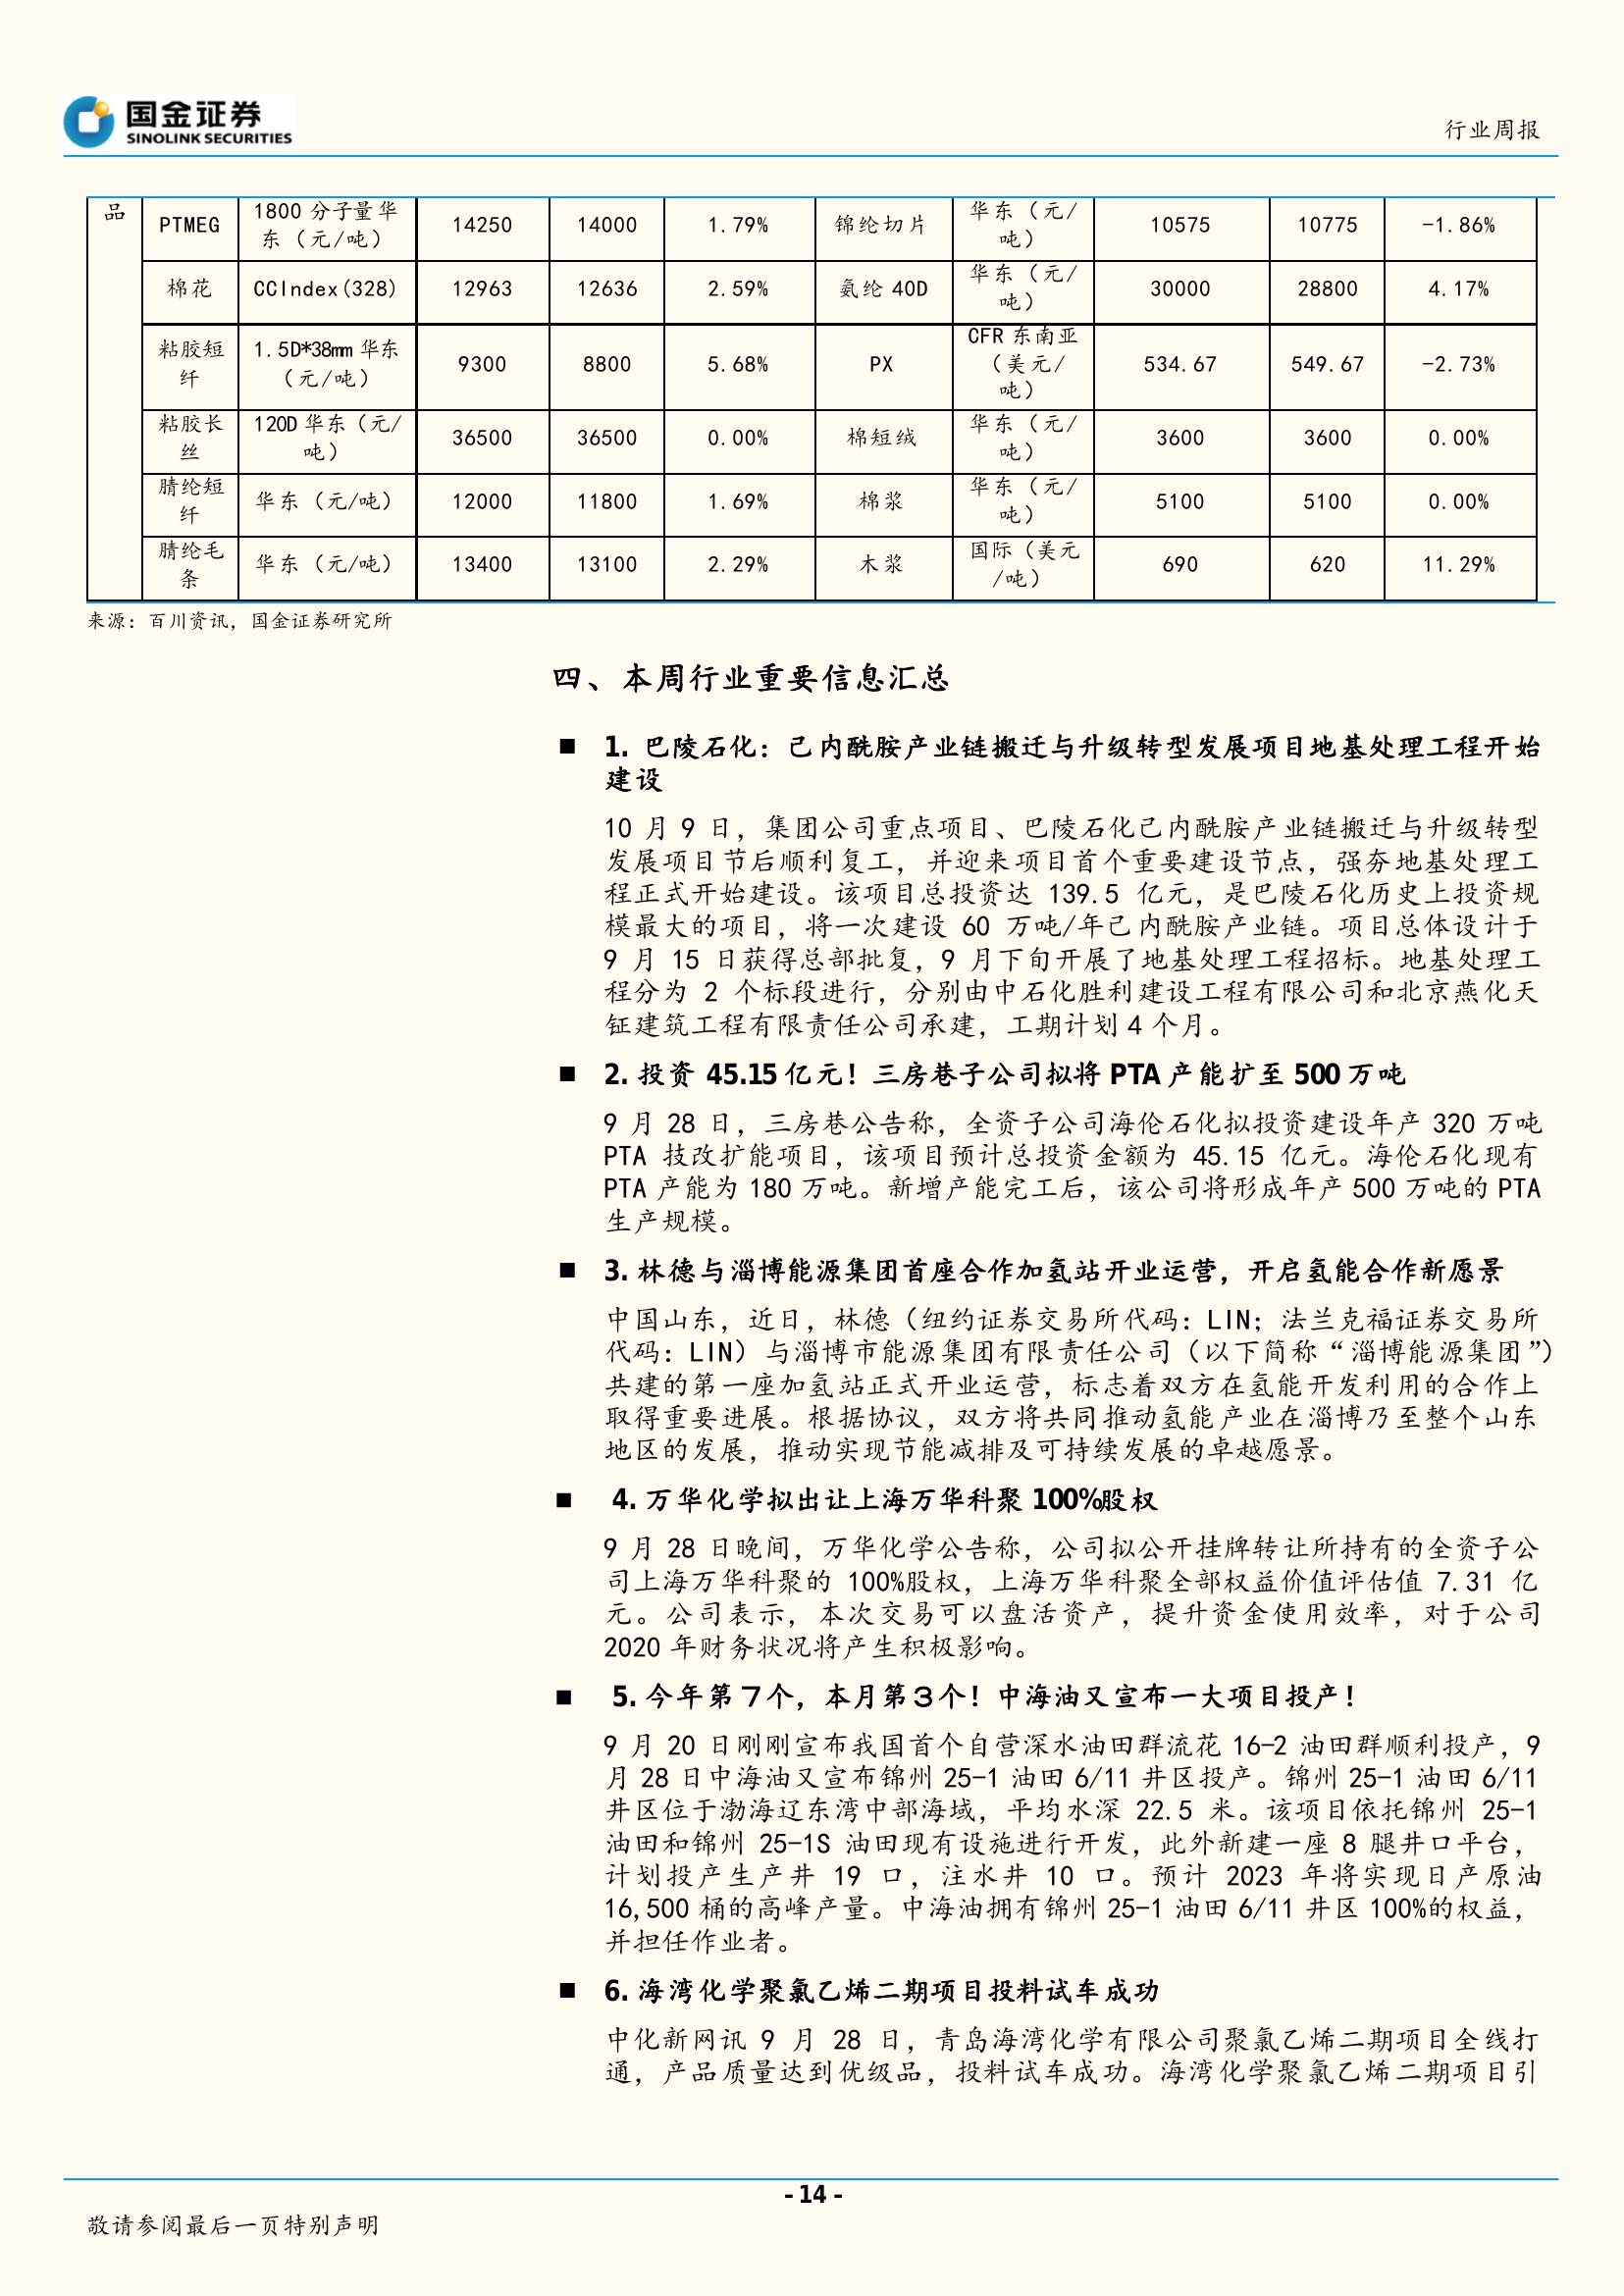 国金证券
SINOLINK SECURITIES
行业周报
品 PTMEG 1800 分子量华东（元/吨） 14250 14000 1.79% 锦纶切片 华东（元/吨） 10575 10775 -1.86%
棉花 CCIndex(328) 12963 12636 2.59% 氨纶 40D 华东（元/吨） 30000 28800 4.17%
粘胶短纤 1.5D*38mm 华东（元/吨） 9300 8800 5.68% PX CFR 东南亚（美元/吨） 534.67 549.67 -2.73%
粘胶长丝 120D 华东（元/吨） 36500 36500 0.00% 棉短绒 华东（元/吨） 3600 3600 0.00%
腈纶短纤 华东（元/吨） 12000 11800 1.69% 棉浆 华东（元/吨） 5100 5100 0.00%
腈纶毛条 华东（元/吨） 13400 13100 2.29% 木浆 国际（美元/吨） 690 620 11.29%
来源：百川资讯，国金证券研究所
四、本周行业重要信息汇总
■ 1. 巴陵石化：己内酰胺产业链搬迁与升级转型发展项目地基处理工程开始
建设
10 月 9 日，集团公司重点项目、巴陵石化己内酰胺产业链搬迁与升级转型
发展项目节后顺利复工，并迎来项目首个重要建设节点，强夯地基处理工
程正式开始建设。该项目总投资达 139.5 亿元，是巴陵石化历史上投资规
模最大的项目，将一次建设 60 万吨/年己内酰胺产业链。项目总体设计于
9 月 15 日获得总部批复，9 月下旬开展了地基处理工程招标。地基处理工
程分为 2 个标段进行，分别由中石化胜利建设工程有限公司和北京燕化天
钲建筑工程有限责任公司承建，工期计划 4 个月。
■ 2. 投资 45.15 亿元！三房巷子公司拟将 PTA 产能扩至 500 万吨
9 月 28 日，三房巷公告称，全资子公司海伦石化拟投资建设年产 320 万吨
PTA 技改扩能项目，该项目预计总投资金额为 45.15 亿元。海伦石化现有
PTA 产能为 180 万吨。新增产能完工后，该公司将形成年产 500 万吨的 PTA
生产规模。
■ 3. 林德与淄博能源集团首座合作加氢站开业运营，开启氢能合作新愿景
中国山东，近日，林德（纽约证券交易所代码：LIN；法兰克福证券交易所
代码：LIN）与淄博市能源集团有限责任公司（以下简称“淄博能源集团”）
共建的第一座加氢站正式开业运营，标志着双方在氢能开发利用的合作上
取得重要进展。根据协议，双方将共同推动氢能产业在淄博乃至整个山东
地区的发展，推动实现节能减排及可持续发展的卓越愿景。
■ 4. 万华化学拟出让上海万华科聚 100%股权
9 月 28 日晚间，万华化学公告称，公司拟公开挂牌转让所持有的全资子公
司上海万华科聚的 100%股权，上海万华科聚全部权益价值评估值 7.31 亿
元。公司表示，本次交易可以盘活资产，提升资金使用效率，对于公司
2020 年财务状况将产生积极影响。
■ 5. 今年第７个，本月第３个！中海油又宣布一大项目投产！
9 月 20 日刚刚宣布我国首个自营深水油田群流花 16-2 油田群顺利投产，9
月 28 日中海油又宣布锦州 25-1 油田 6/11 井区投产。锦州 25-1 油田 6/11
井区位于渤海辽东湾中部海域，平均水深 22.5 米。该项目依托锦州 25-1
油田和锦州 25-1S 油田现有设施进行开发，此外新建一座 8 腿井口平台，
计划投产生产井 19 口，注水井 10 口。预计 2023 年将实现日产原油
16,500 桶的高峰产量。中海油拥有锦州 25-1 油田 6/11 井区 100%的权益，
并担任作业者。
■ 6. 海湾化学聚氯乙烯二期项目投料试车成功
中化新网讯 9 月 28 日，青岛海湾化学有限公司聚氯乙烯二期项目全线打
通，产品质量达到优级品，投料试车成功。海湾化学聚氯乙烯二期项目引
- 14 -
敬请参阅最后一页特别声明